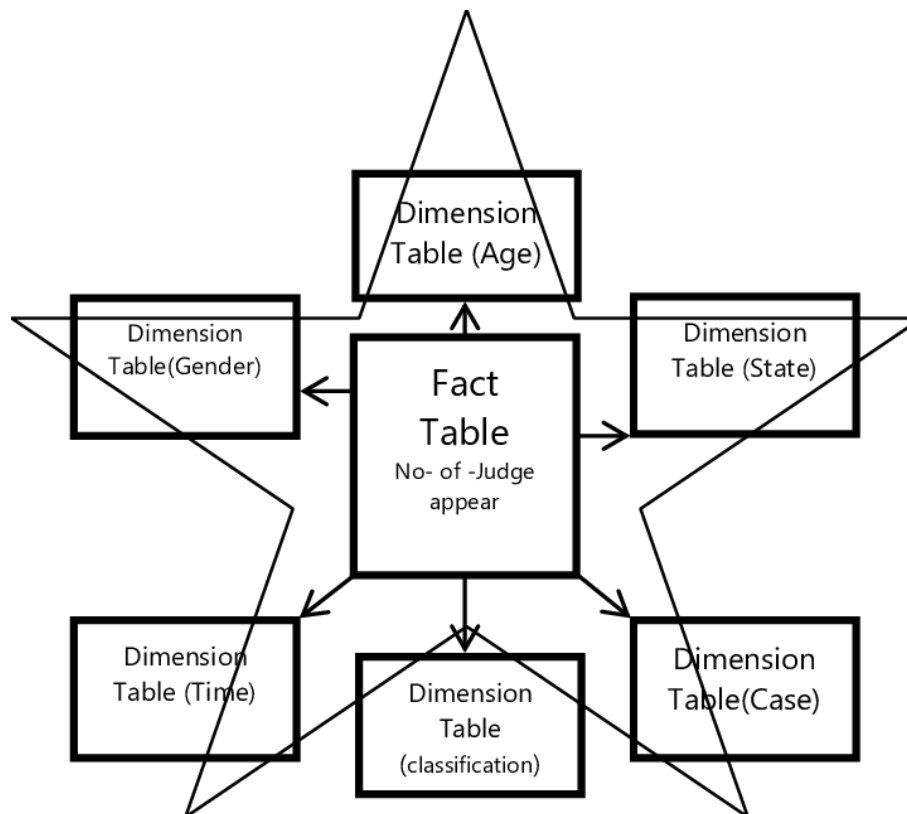 Dimension
Table (Age)
Dimension
Table(Gender)
Dimension
Table (State)
Fact
Table
No- of -Judge
appear
Dimension
Table (Time)
Dimension
Table
(classification)
Dimension
Table(Case)